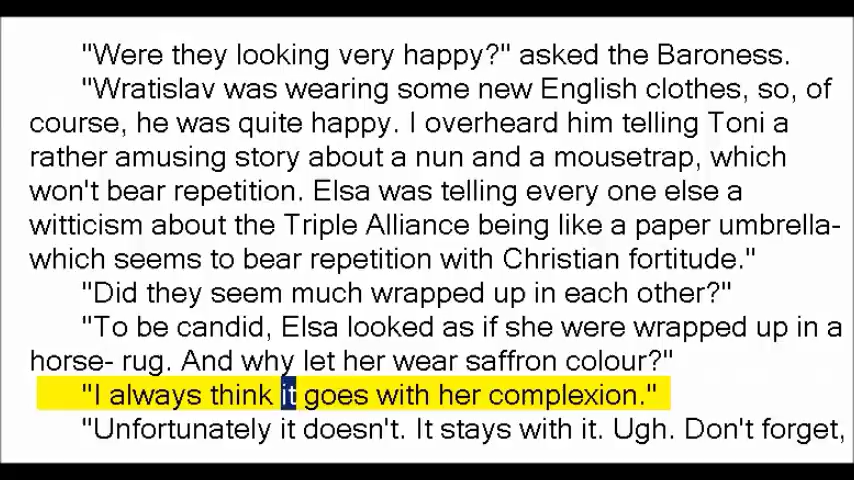 "Were they looking very happy?" asked the Baroness.
"Wratislav was wearing some new English clothes, so, of
course, he was quite happy. I overheard him telling Toni a
rather amusing story about a nun and a mousetrap, which
won't bear repetition. Elsa was telling every one else a
witticism about the Triple Alliance being like a paper umbrella-
which seems to bear repetition with Christian fortitude."
"Did they seem much wrapped up in each other?"
"To be candid, Elsa looked as if she were wrapped up in a
horse- rug. And why let her wear saffron colour?"
"I always think it goes with her complexion."
"Unfortunately it doesn't. It stays with it. Ugh. Don't forget,